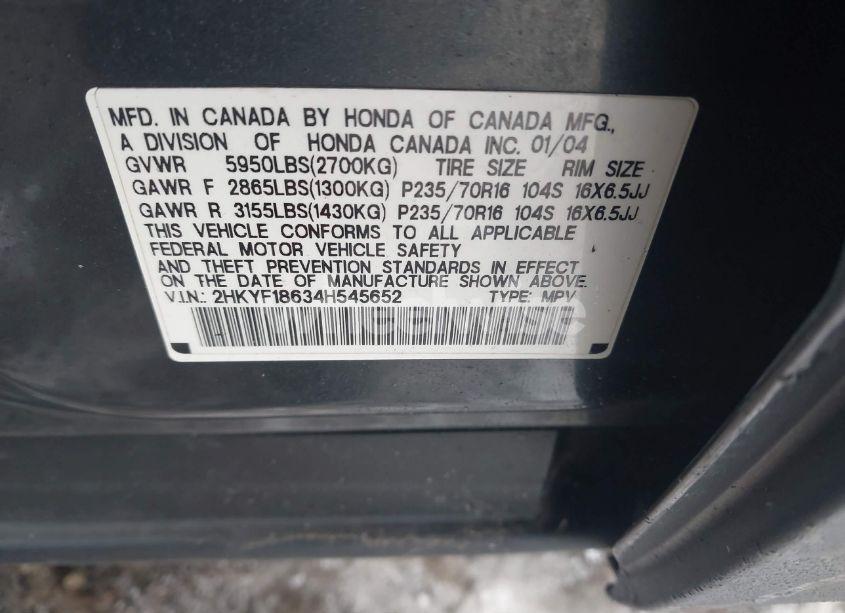 MFD. IN CANADA BY HONDA OF CANADA MFG.,
A DIVISION OF HONDA CANADA INC. 01/04
GVWR 5950LBS(2700KG) TIRE SIZE RIM SIZE
GAWR F 2865LBS(1300KG) P235/70R16 104S 16X6.5JJ
GAWR R 3155LBS(1430KG) P235/70R16 104S 16X6.5JJ
THIS VEHICLE CONFORMS TO ALL APPLICABLE
FEDERAL MOTOR VEHICLE SAFETY
AND THEFT PREVENTION STANDARDS IN EFFECT
ON THE DATE OF MANUFACTURE SHOWN ABOVE.
V.I.N.: 2HKYF18634H545652 TYPE: MPV